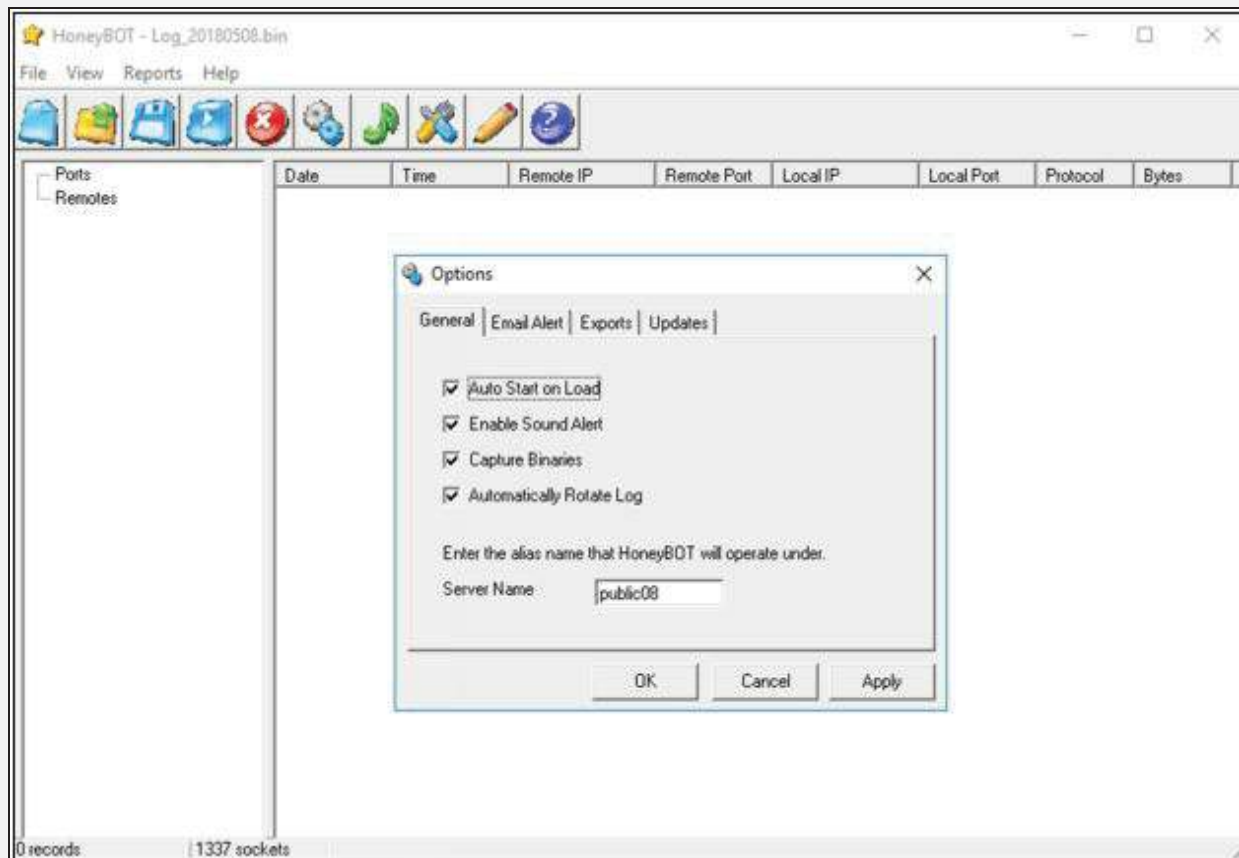 HoneyBOT - Log_20180508.bin
File View Reports Help
Ports
Remotes
Date Time Remote IP Remote Port Local IP Local Port Protocol Bytes
Options
General Email Alert Exports Updates
Auto Start on Load
Enable Sound Alert
Capture Binaries
Automatically Rotate Log
Enter the alias name that HoneyBOT will operate under.
Server Name public08
OK Cancel Apply
0 records 1337 sockets